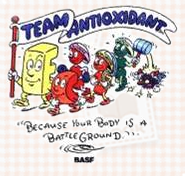 TEAM ANTIOXIDANT
"BECAUSE YOUR BODY IS A
BATTLEGROUND..."
BASF